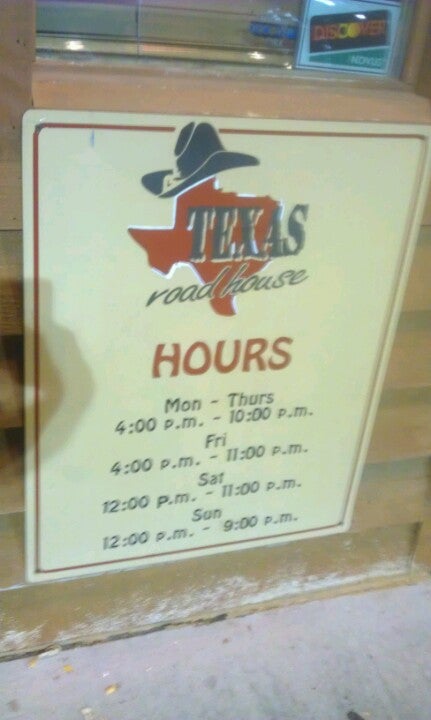 DISCOVER
NOVUS
TEXAS
roadhouse
HOURS
Mon - Thurs
4:00 P.m. - 10:00 P.m.
Fri
4:00 P.m. - 11:00 P.m.
Sat
12:00 P.m. - 11:00 P.m.
Sun
12:00 P.m. - 9:00 P.m.